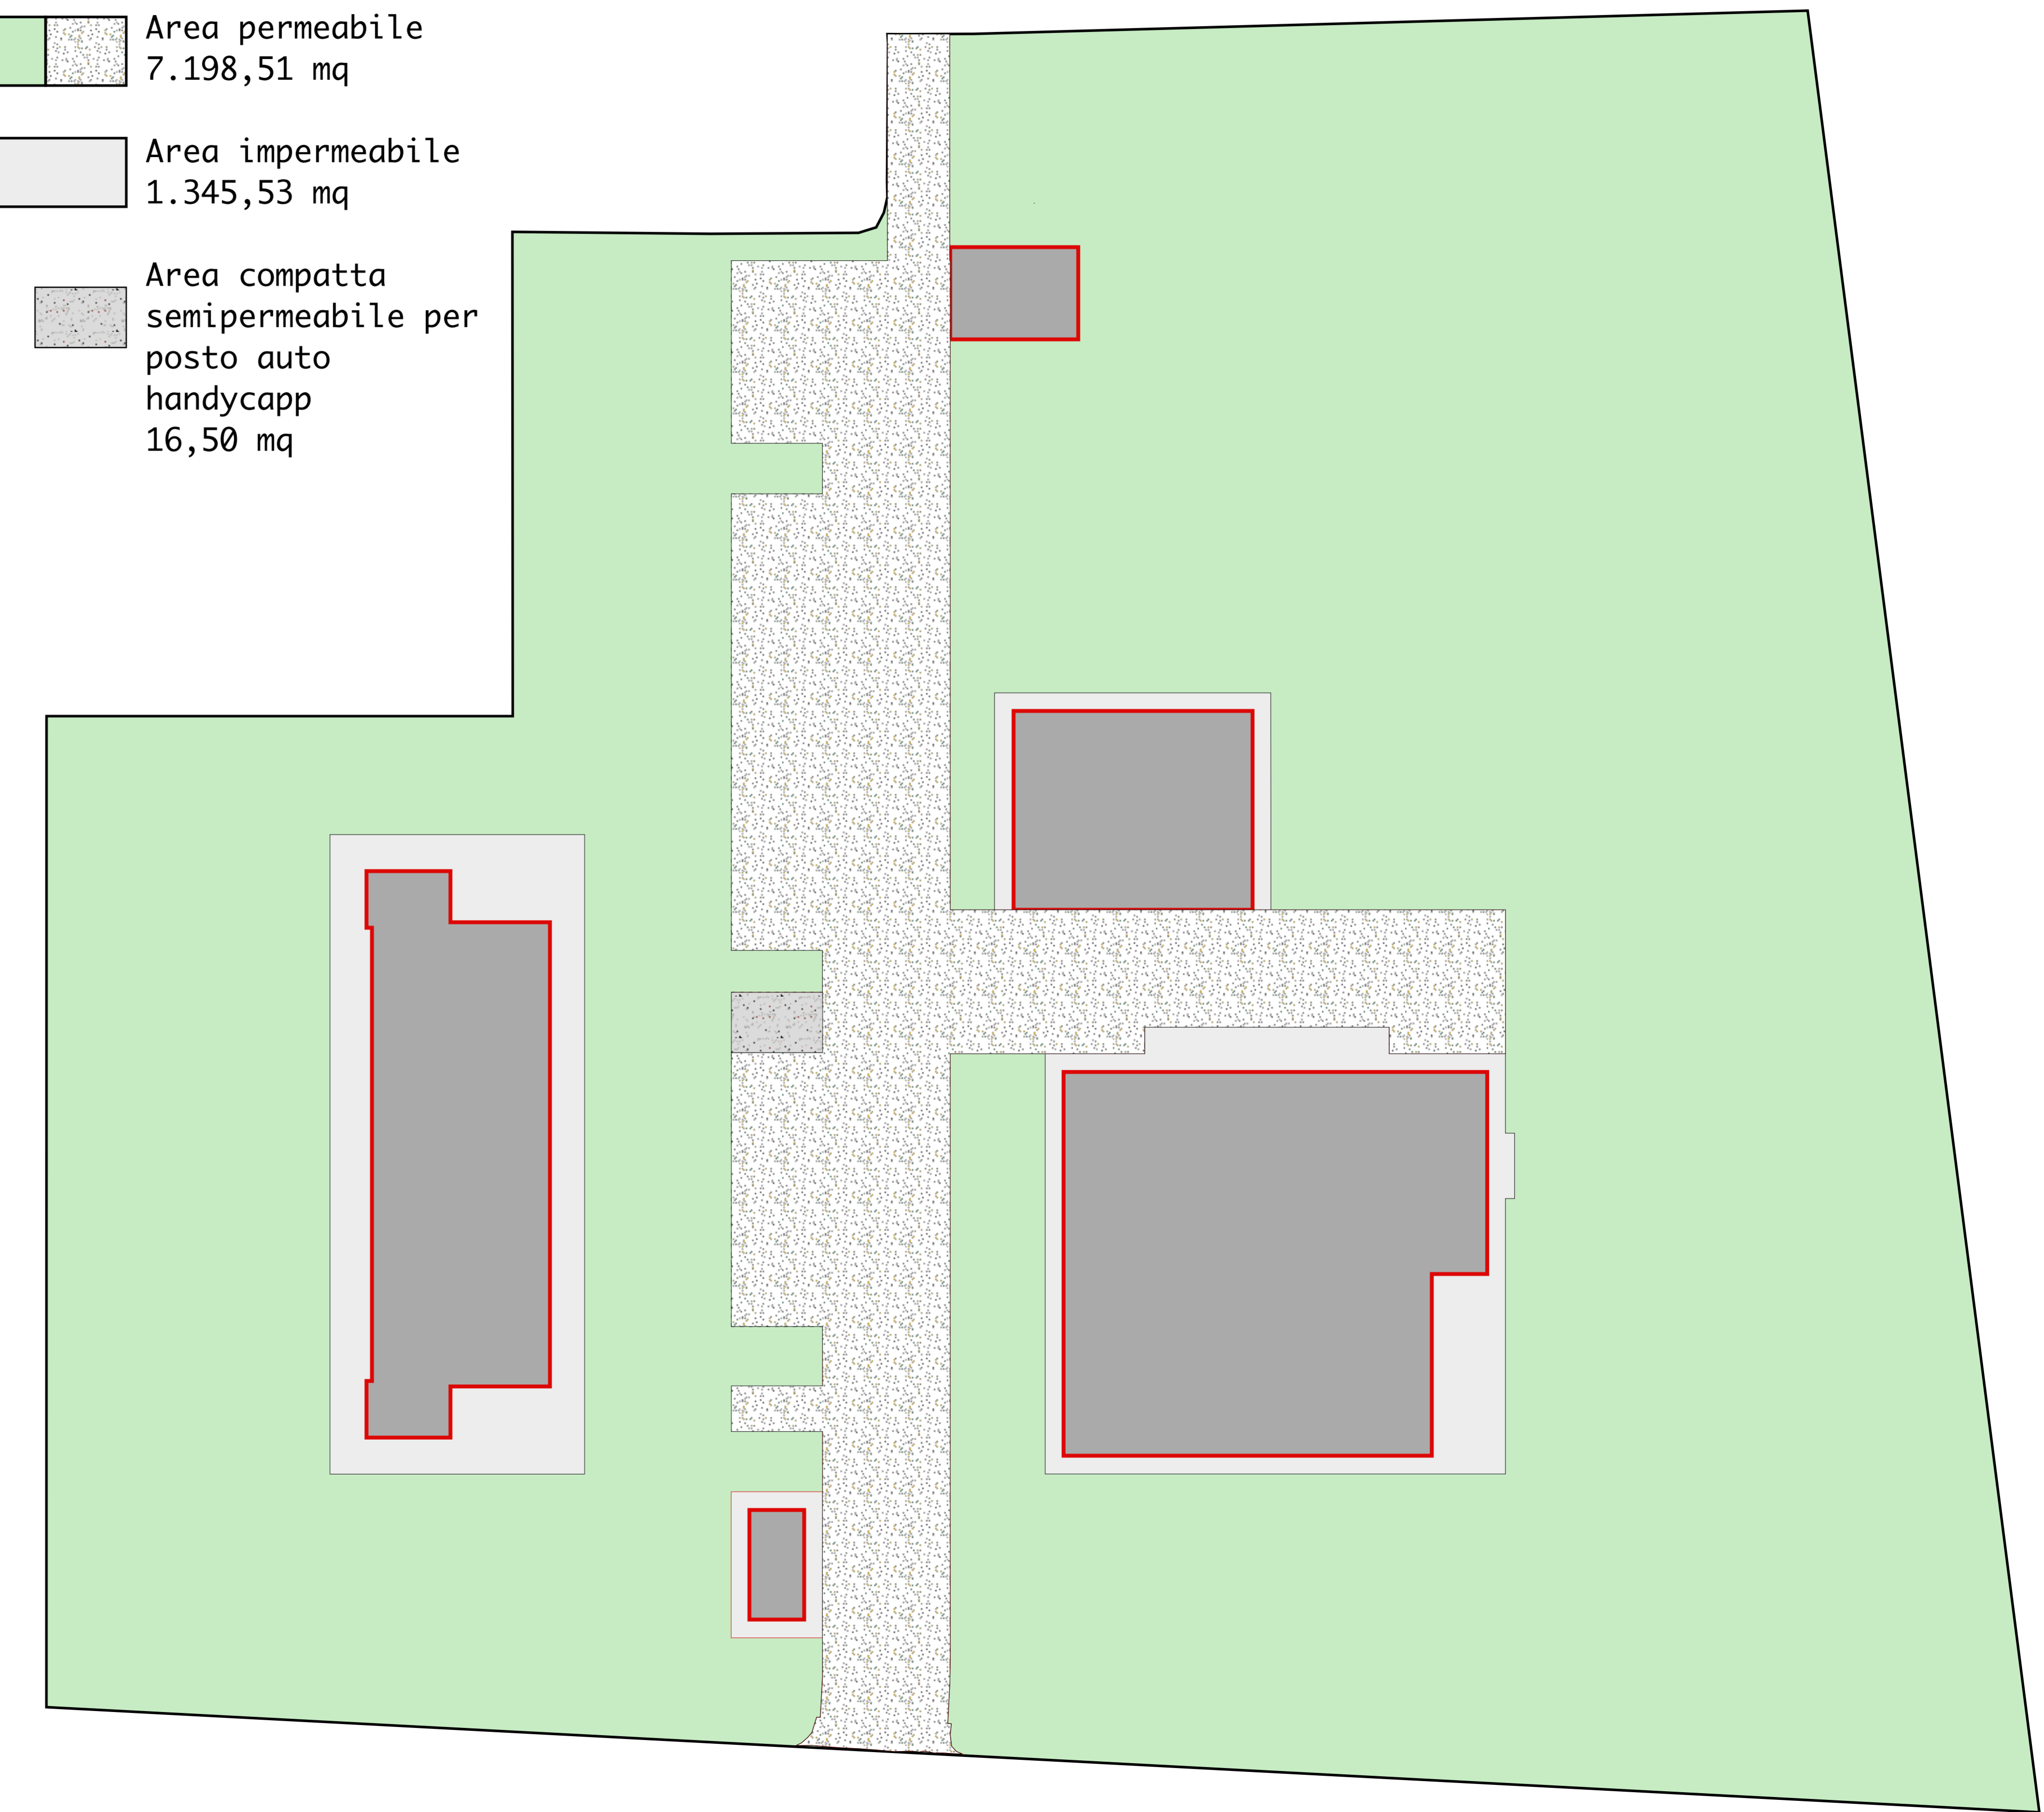 Area permeabile
7.198,51 mq
Area impermeabile
1.345,53 mq
Area compatta
semipermeabile per
posto auto
handycapp
16,50 mq